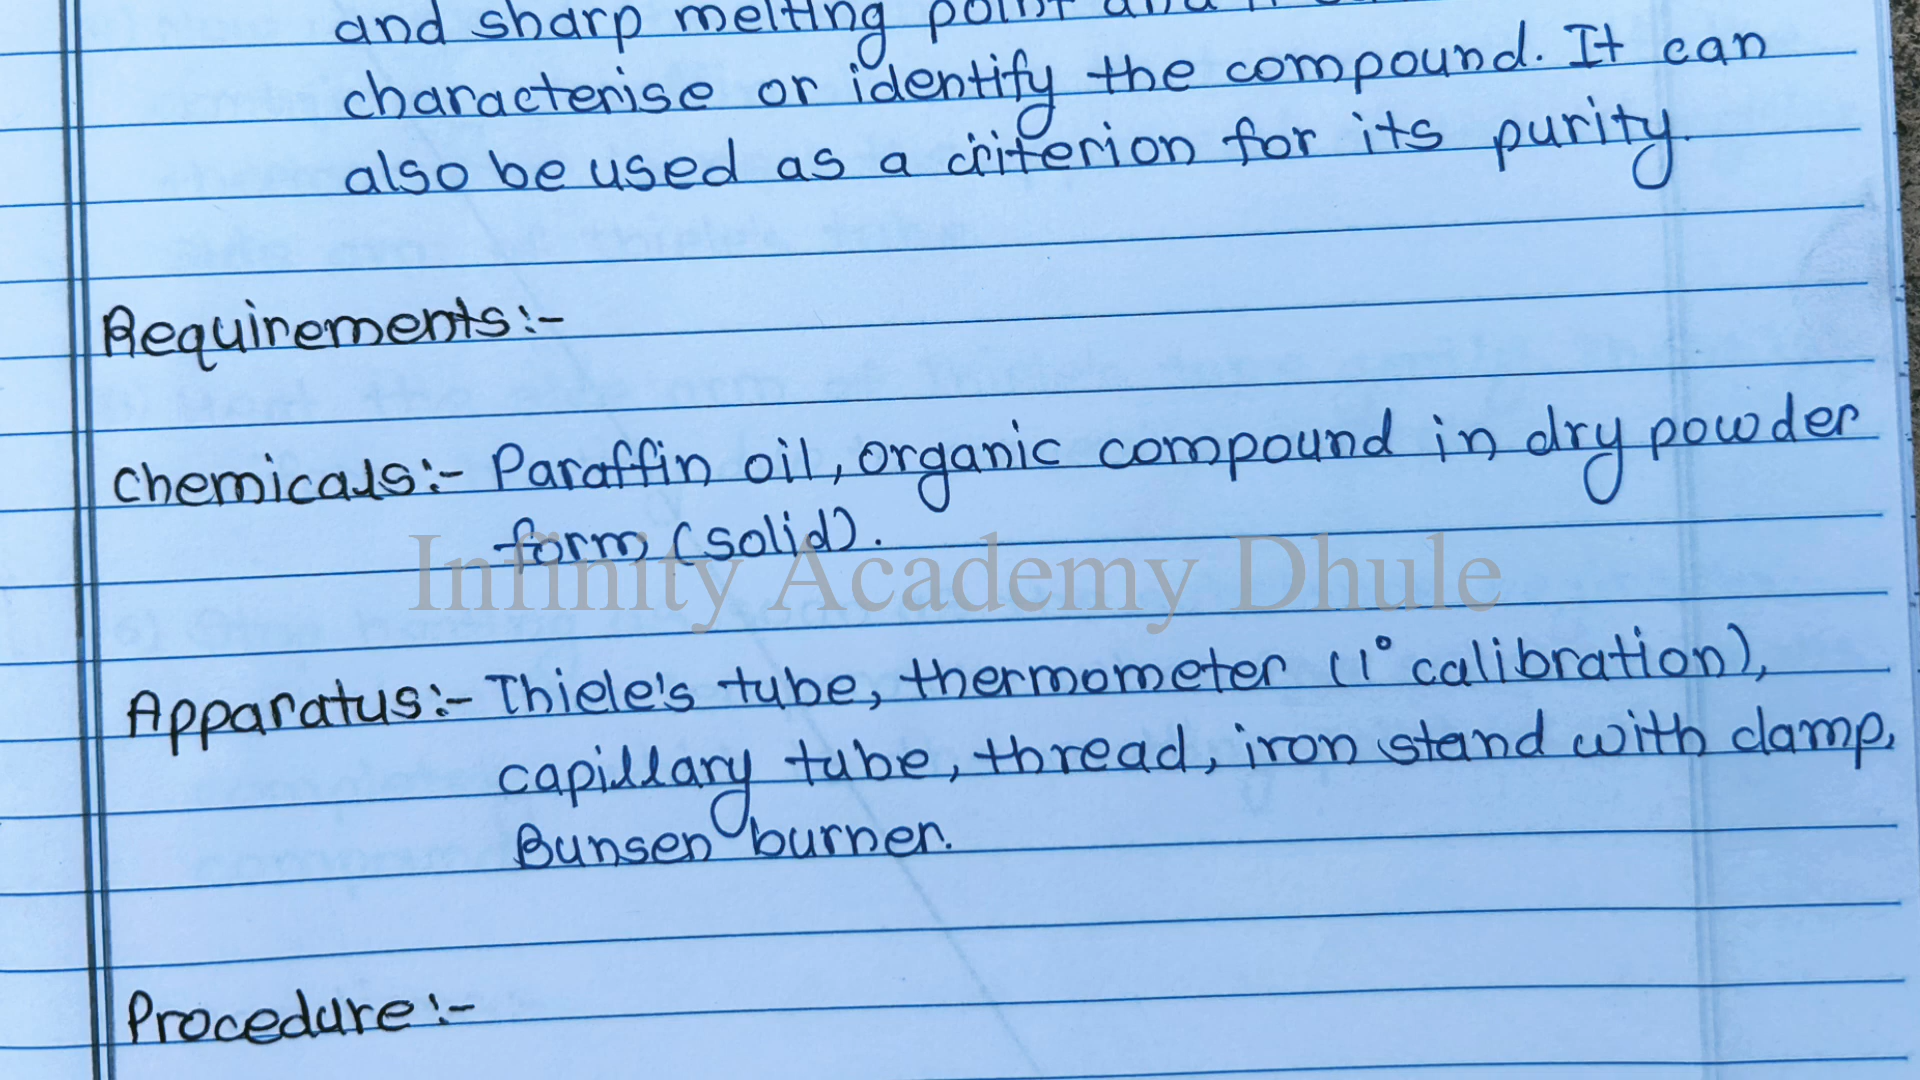 and sharp melting point and
characterise or identify the compound. It can
also be used as a criterion for its purity.
Requirements:-
Chemicals:- Paraffin oil, organic compound in dry powder
form (solid).
Infinity Academy Dhule
Apparatus:- Thiele's tube, thermometer (1° calibration),
capillary tube, thread, iron stand with clamp,
Bunsen burner.
Procedure:-